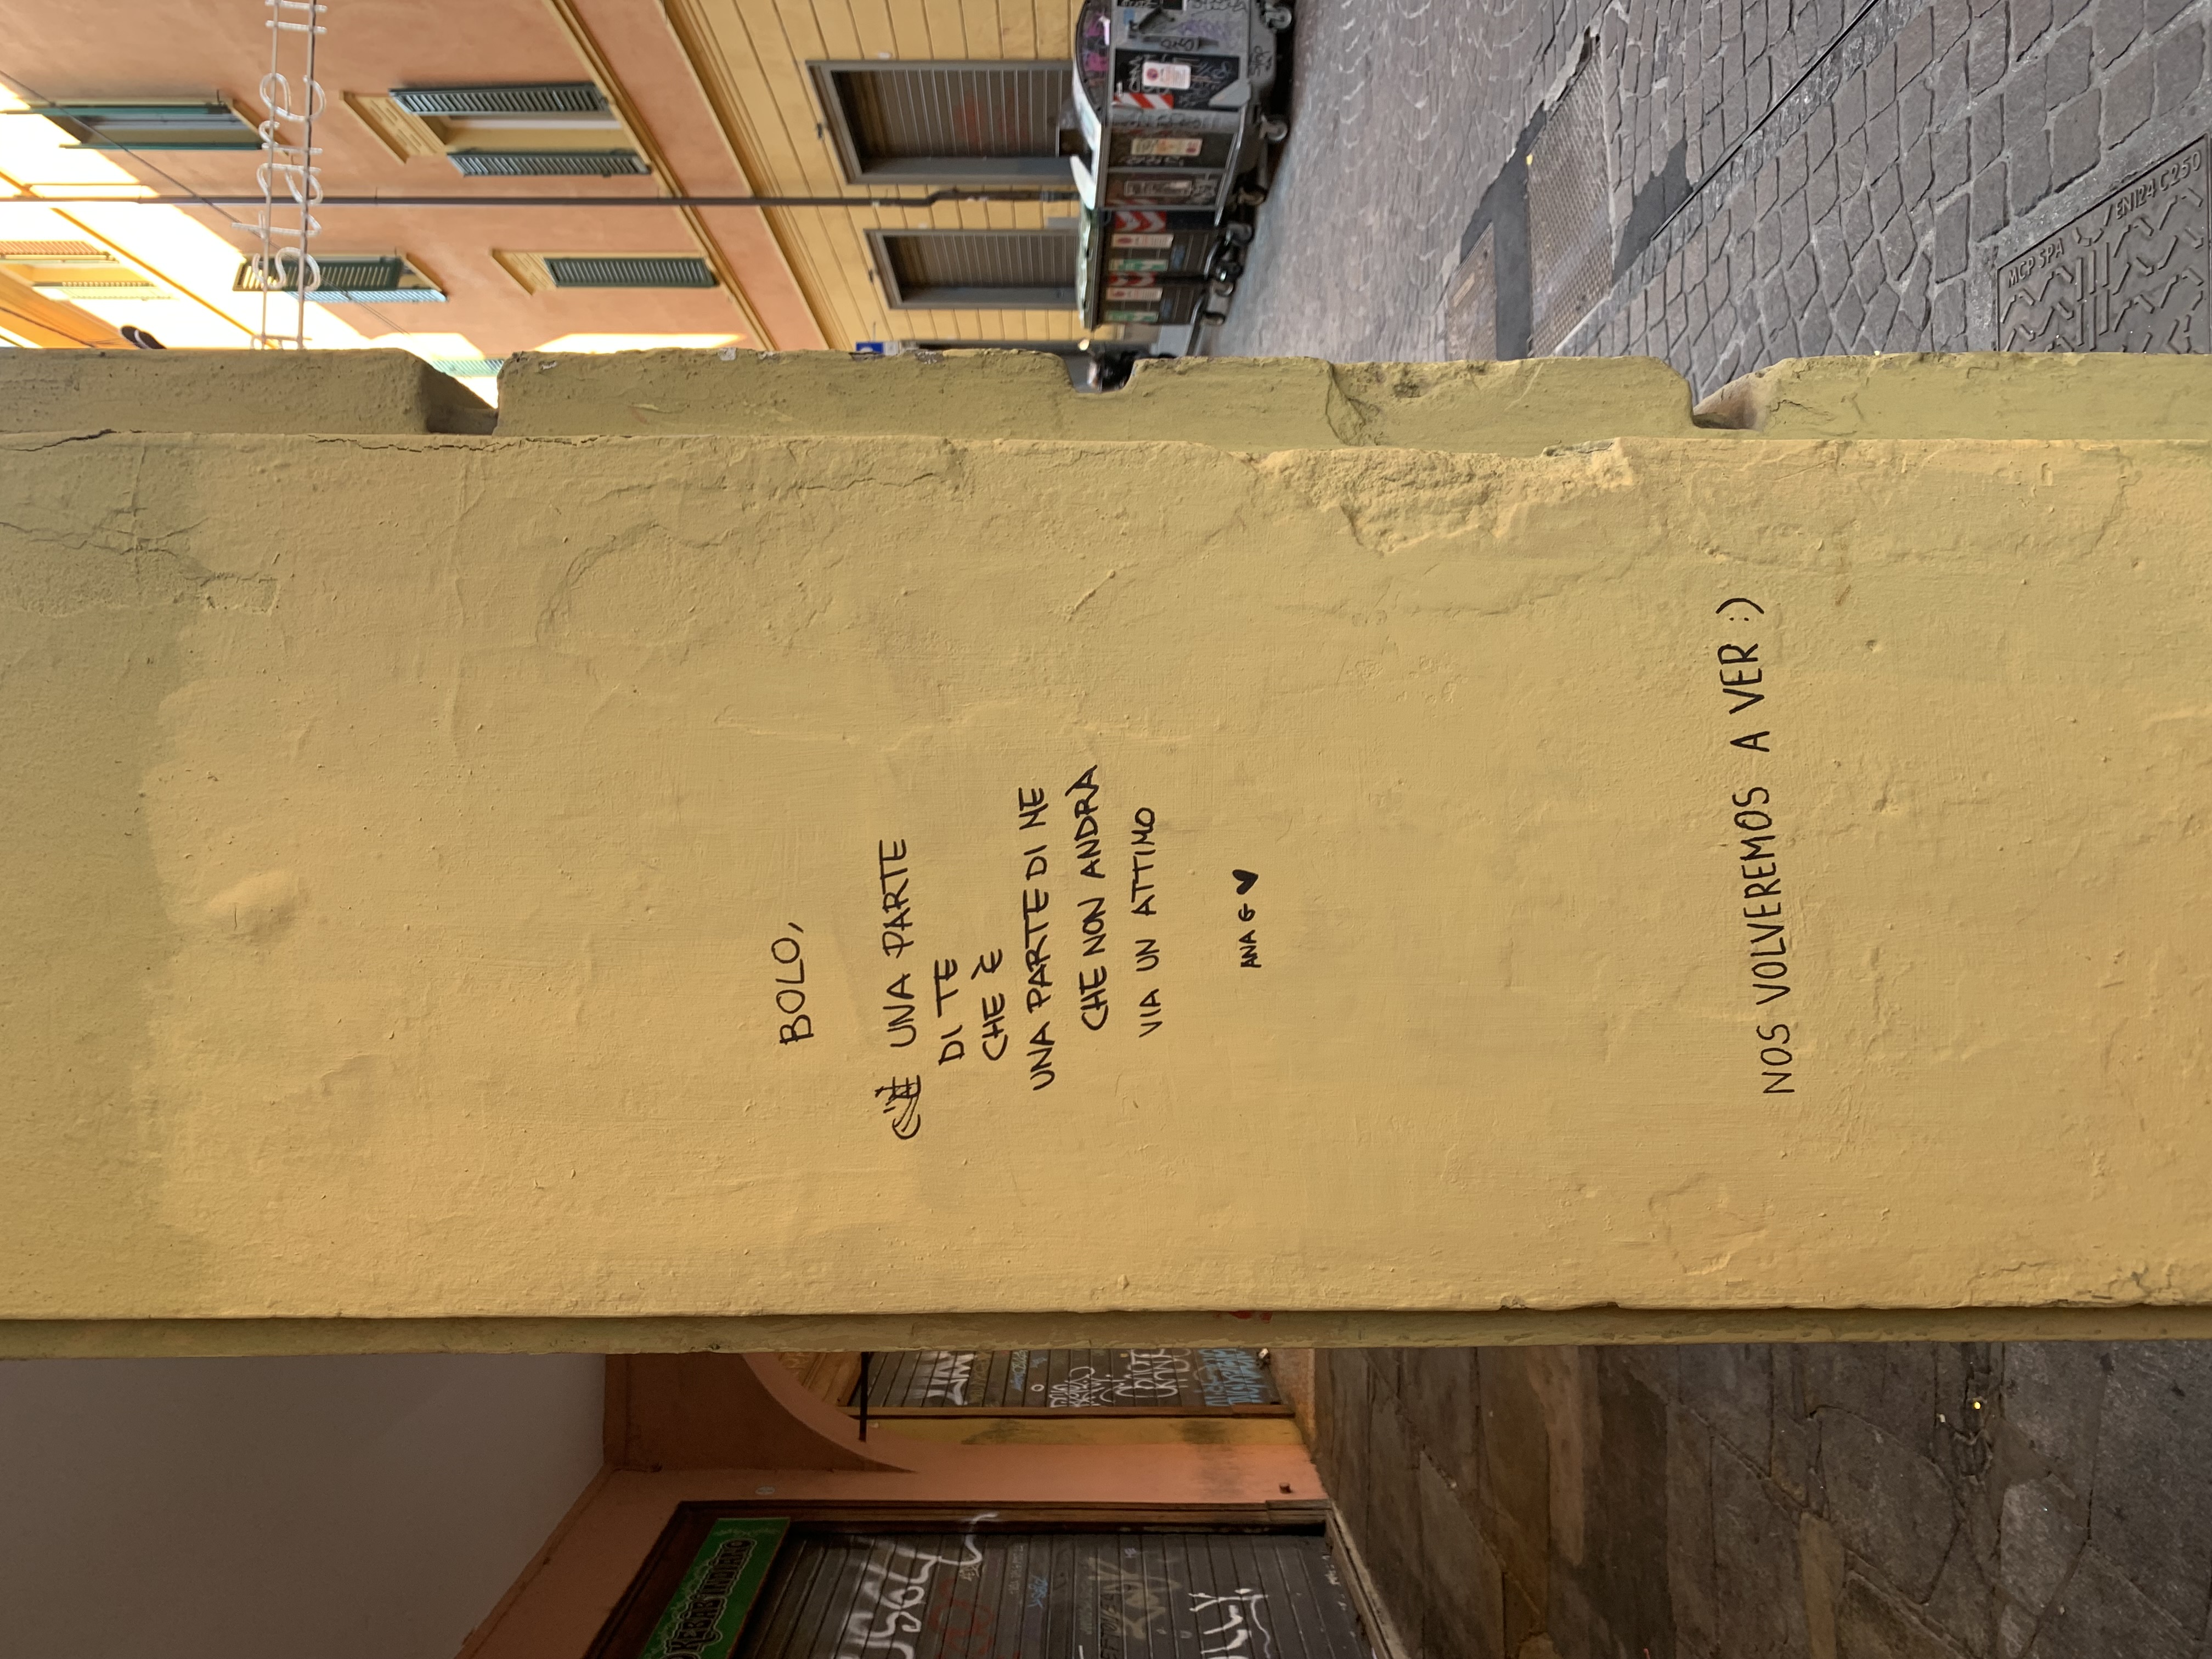 stare
KEBAB INDIANO
BOLO,
C'È UNA PARTE
DI TE
CHE È
UNA PARTE DI ME
CHE NON ANDRÀ
VIA UN ATTIMO
ANA G ♥
NOS VOLVEREMOS A VER :)
MCP SPA
EN124 C250